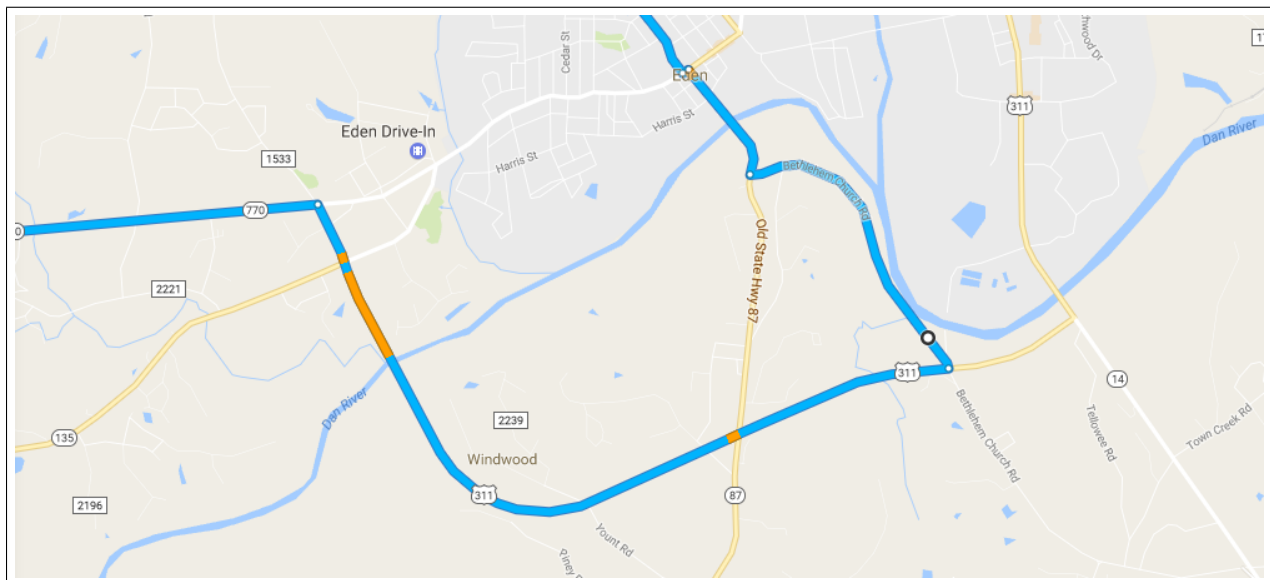 Cedar St
311
17
Eden
Harris St
Dan River
Eden Drive-In
1533
Harris St
Bethlehem Church Rd
770
0
Old State Hwy 87
2221
311
14
Dan River
Bethlehem Church Rd
Tellowee Rd
Town Creek Rd
135
2239
Windwood
311
87
2196
Yount Rd